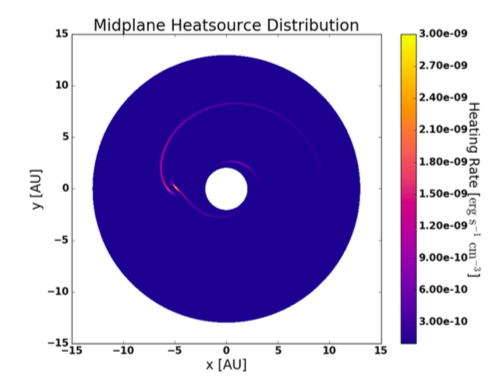 Midplane Heatsource Distribution
15
10
5
0
−5
−10
−15
y [AU]
−15
−10
−5
0
5
10
15
x [AU]
3.00e-09
2.70e-09
2.40e-09
2.10e-09
1.80e-09
1.50e-09
1.20e-09
9.00e-10
6.00e-10
3.00e-10
Heating Rate [erg s⁻¹ cm⁻³]